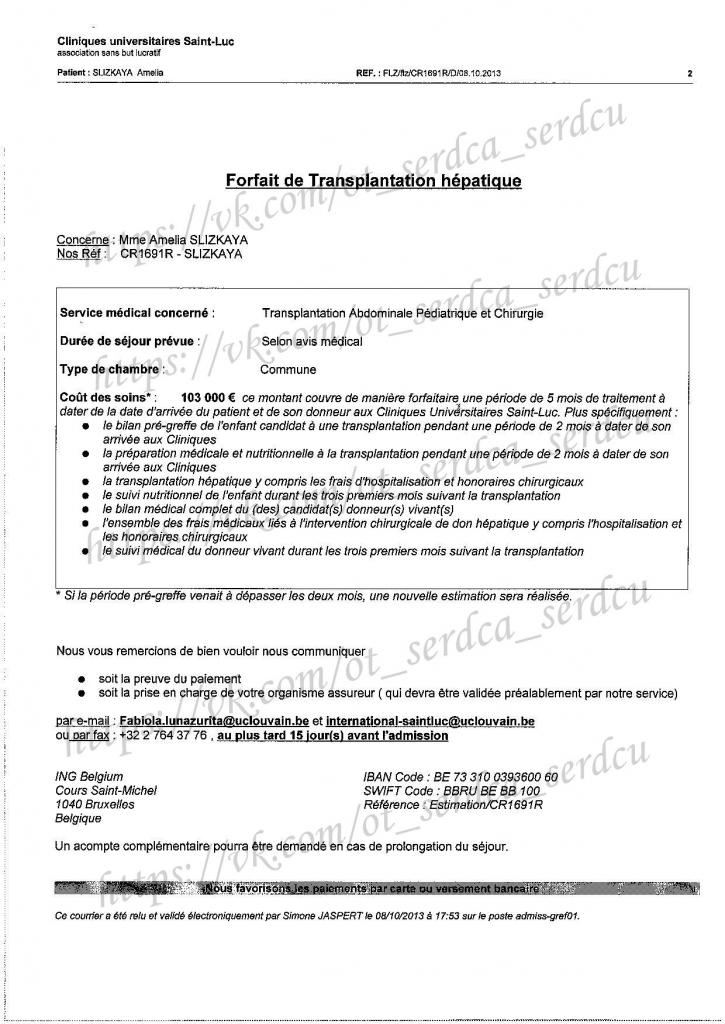 Cliniques universitaires Saint-Luc
association sans but lucratif
Patient : SLIZKAYA Amelia REF. : FLZ/flz/CR1691R/D/08.10.2013 2
Forfait de Transplantation hépatique
Concerne : Mme Amelia SLIZKAYA
Nos Réf : CR1691R - SLIZKAYA
Service médical concerné : Transplantation Abdominale Pédiatrique et Chirurgie
Durée de séjour prévue : Selon avis médical
Type de chambre : Commune
Coût des soins* : 103 000 € ce montant couvre de manière forfaitaire une période de 5 mois de traitement à
dater de la date d'arrivée du patient et de son donneur aux Cliniques Universitaires Saint-Luc. Plus spécifiquement :
● le bilan pré-greffe de l'enfant candidat à une transplantation pendant une période de 2 mois à dater de son
arrivée aux Cliniques
● la préparation médicale et nutritionnelle à la transplantation pendant une période de 2 mois à dater de son
arrivée aux Cliniques
● la transplantation hépatique y compris les frais d'hospitalisation et honoraires chirurgicaux
● le suivi nutritionnel de l'enfant durant les trois premiers mois suivant la transplantation
● le bilan médical complet du (des) candidat(s) donneur(s) vivant(s)
● l'ensemble des frais médicaux liés à l'intervention chirurgicale de don hépatique y compris l'hospitalisation et
les honoraires chirurgicaux
● le suivi médical du donneur vivant durant les trois premiers mois suivant la transplantation
* Si la période pré-greffe venait à dépasser les deux mois, une nouvelle estimation sera réalisée.
Nous vous remercions de bien vouloir nous communiquer
● soit la preuve du paiement
● soit la prise en charge de votre organisme assureur ( qui devra être validée préalablement par notre service)
par e-mail : Fabiola.lunazurita@uclouvain.be et international-saintluc@uclouvain.be
ou par fax : +32 2 764 37 76 , au plus tard 15 jour(s) avant l'admission
ING Belgium IBAN Code : BE 73 310 0393600 60
Cours Saint-Michel SWIFT Code : BBRU BE BB 100
1040 Bruxelles Référence : Estimation/CR1691R
Belgique
Un acompte complémentaire pourra être demandé en cas de prolongation du séjour.
Nous favorisons les paiements par carte ou versement bancaire
Ce courrier a été relu et validé électroniquement par Simone JASPERT le 08/10/2013 à 17:53 sur le poste admiss-gref01.
https://vk.com/ot_serdca_serdcu
https://vk.com/ot_serdca_serdcu
https://vk.com/ot_serdca_serdcu
https://vk.com/ot_serdca_serdcu
https://vk.com/ot_serdca_serdcu